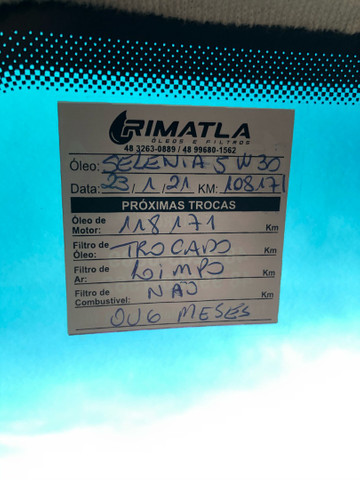 RIMATLA
ÓLEOS E FILTROS
48 3263-0889 / 48 99680-1562
Óleo: SELENIA 5W30
Data: 23/1/21 KM: 108171
PRÓXIMAS TROCAS
Óleo de Motor: 118171 Km
Filtro de Óleo: TROCADO Km
Filtro de Ar: LIMPO Km
Filtro de Combustível: NAO Km
OU 6 MESES